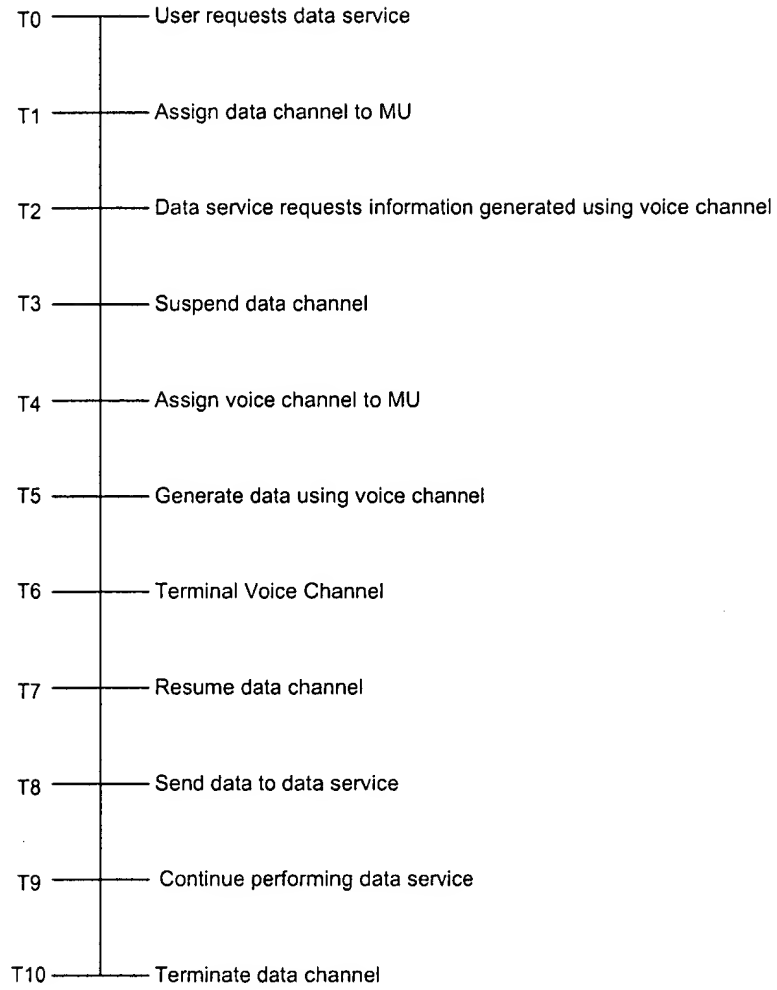 T0 User requests data service
T1 Assign data channel to MU
T2 Data service requests information generated using voice channel
T3 Suspend data channel
T4 Assign voice channel to MU
T5 Generate data using voice channel
T6 Terminal Voice Channel
T7 Resume data channel
T8 Send data to data service
T9 Continue performing data service
T10 Terminate data channel